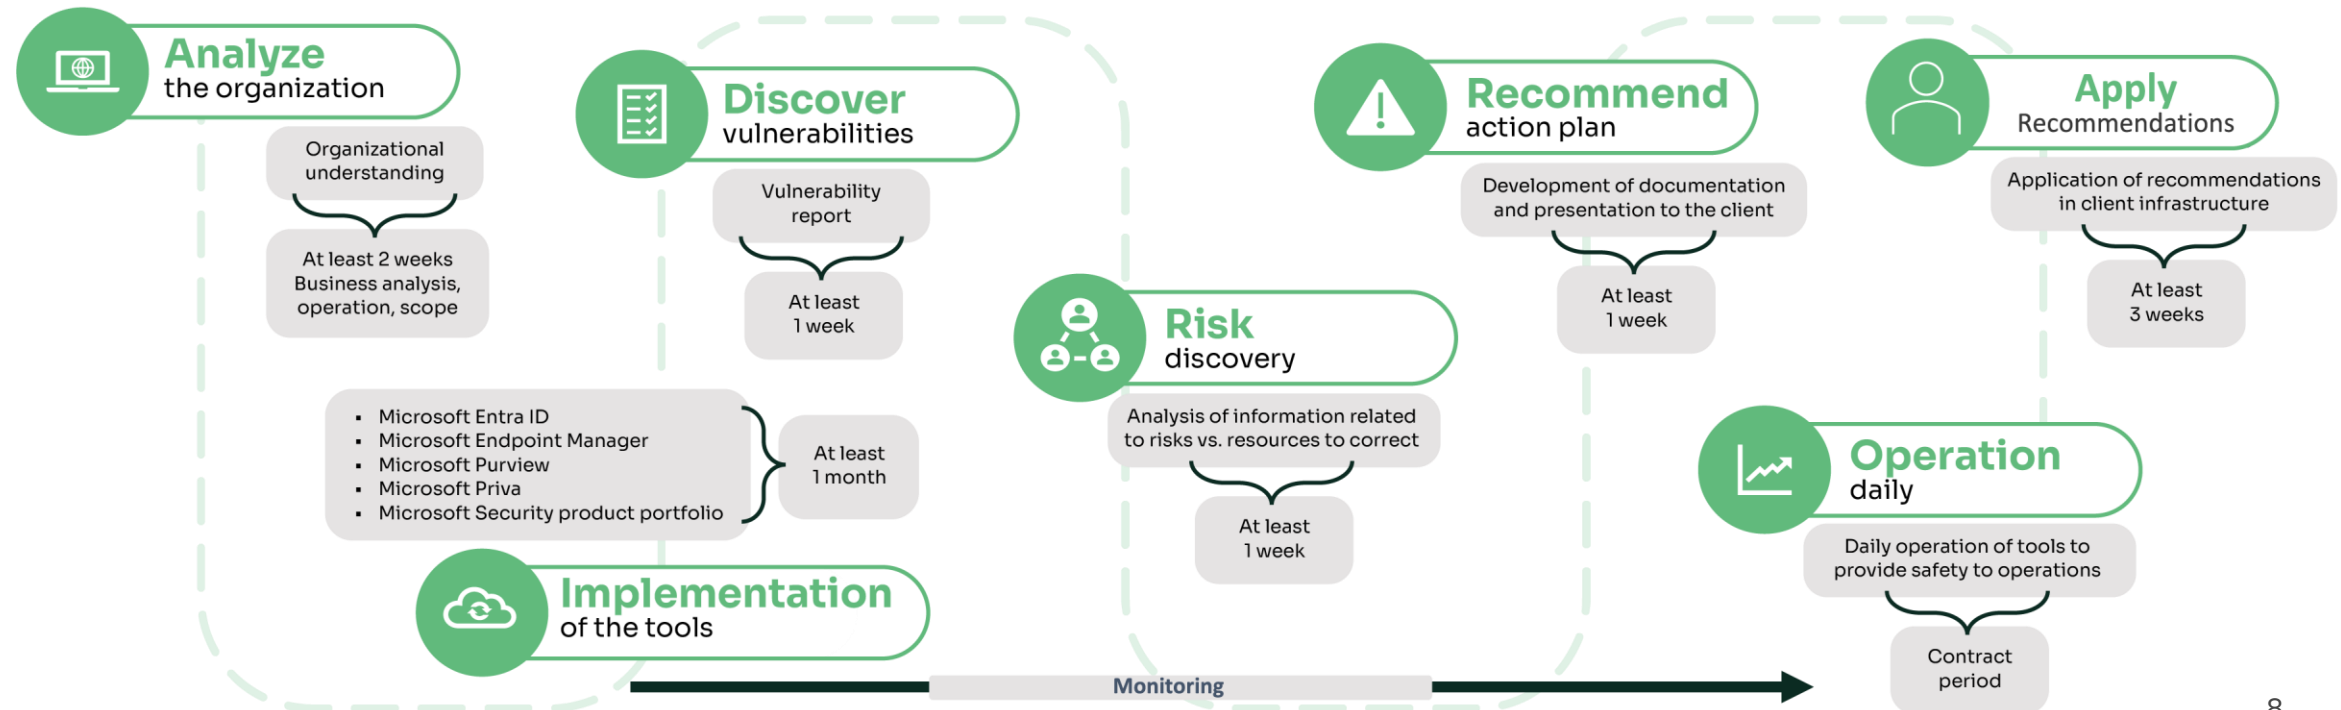 Analyze
the organization
Organizational
understanding
At least 2 weeks
Business analysis,
operation, scope
▪ Microsoft Entra ID
▪ Microsoft Endpoint Manager
▪ Microsoft Purview
▪ Microsoft Priva
▪ Microsoft Security product portfolio
At least
1 month
Implementation
of the tools
Discover
vulnerabilities
Vulnerability
report
At least
1 week
Risk
discovery
Analysis of information related
to risks vs. resources to correct
At least
1 week
Recommend
action plan
Development of documentation
and presentation to the client
At least
1 week
Apply
Recommendations
Application of recommendations
in client infrastructure
At least
3 weeks
Operation
daily
Daily operation of tools to
provide safety to operations
Contract
period
Monitoring
8